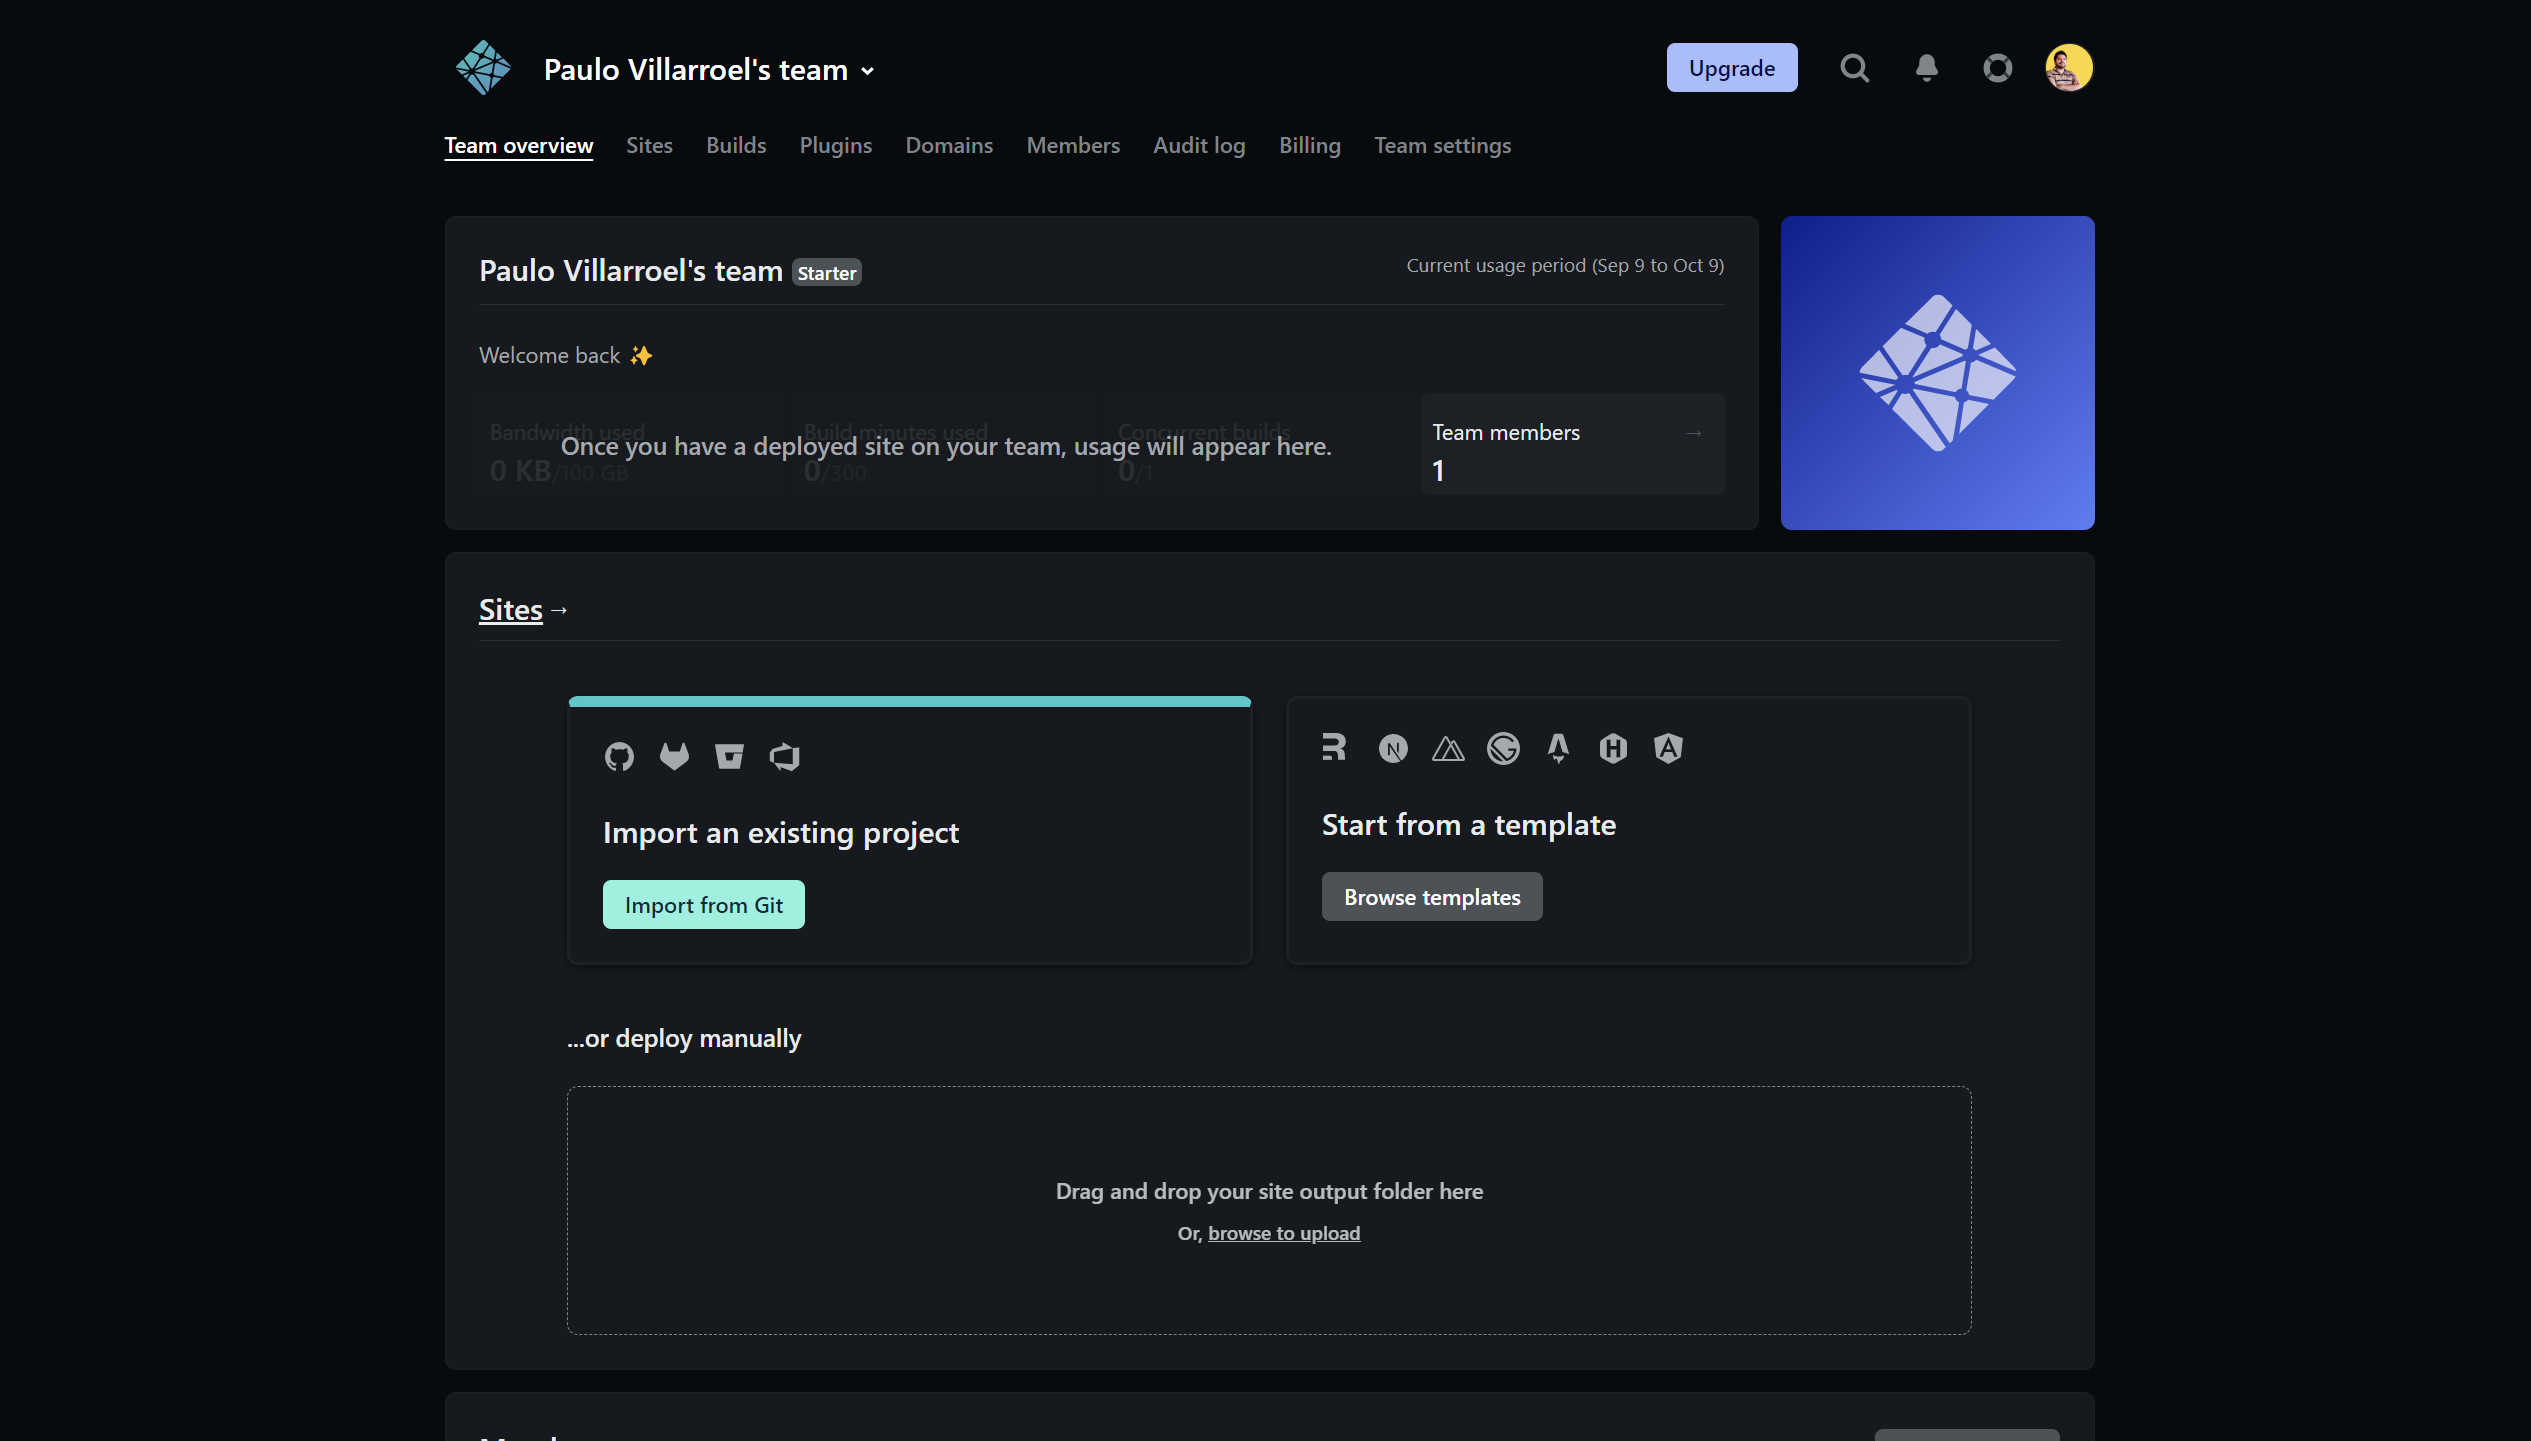 Paulo Villarroel's team
Upgrade
Team overview Sites Builds Plugins Domains Members Audit log Billing Team settings
Paulo Villarroel's team Starter
Current usage period (Sep 9 to Oct 9)
Welcome back ✨
Bandwidth used
0 KB/100 GB
Build minutes used
0/300
Concurrent builds
0/1
Once you have a deployed site on your team, usage will appear here.
Team members →
1
Sites →
Import an existing project
Import from Git
Start from a template
Browse templates
...or deploy manually
Drag and drop your site output folder here
Or, browse to upload